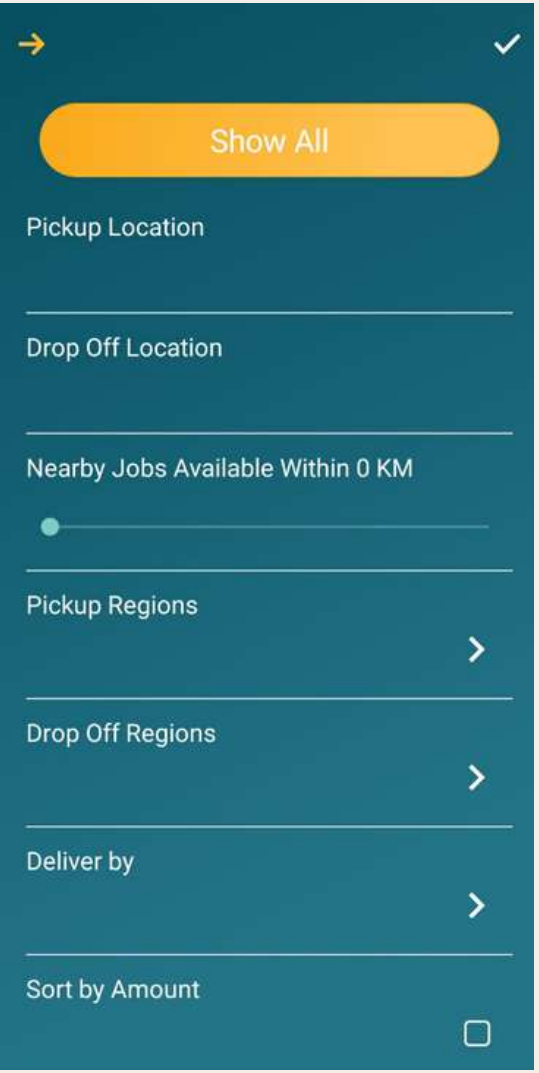 Show All
Pickup Location
Drop Off Location
Nearby Jobs Available Within 0 KM
Pickup Regions
Drop Off Regions
Deliver by
Sort by Amount